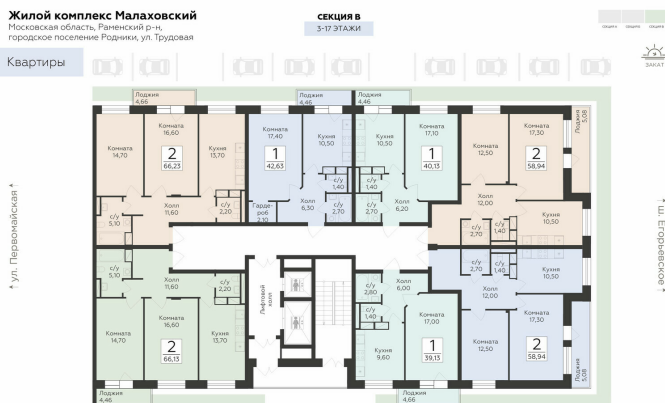 Жилой комплекс Малаховский
Московская область, Раменский р-н,
городское поселение Родники, ул. Трудовая
СЕКЦИЯ В
3-17 ЭТАЖИ
Квартиры
ЗАКАТ
ул. Первомайская
ш. Егорьевское
Лоджия
4,66
Комната
14,70
Комната
16,60
2
66,23
Кухня
13,70
с/у
5,10
Холл
11,60
с/у
2,20
Лоджия
4,46
Комната
17,40
1
42,63
Кухня
10,50
с/у
1,40
Гарде-
роб
2,10
Холл
6,30
с/у
2,70
Лоджия
4,46
Кухня
10,50
Комната
17,10
1
40,13
с/у
1,40
с/у
2,70
Холл
6,20
Комната
12,50
Комната
17,30
2
58,94
Лоджия
5,08
Холл
12,00
с/у
2,70
с/у
1,40
Кухня
10,50
с/у
5,10
Холл
11,60
с/у
2,20
Комната
14,70
Комната
16,60
2
66,13
Кухня
13,70
Лоджия
4,46
Лифтовой
холл
с/у
2,80
Холл
6,00
с/у
1,40
Кухня
9,60
Комната
17,00
1
39,13
Лоджия
4,66
с/у
2,70
с/у
1,40
Кухня
10,50
Холл
12,00
Комната
12,50
Комната
17,30
2
58,94
Лоджия
5,08